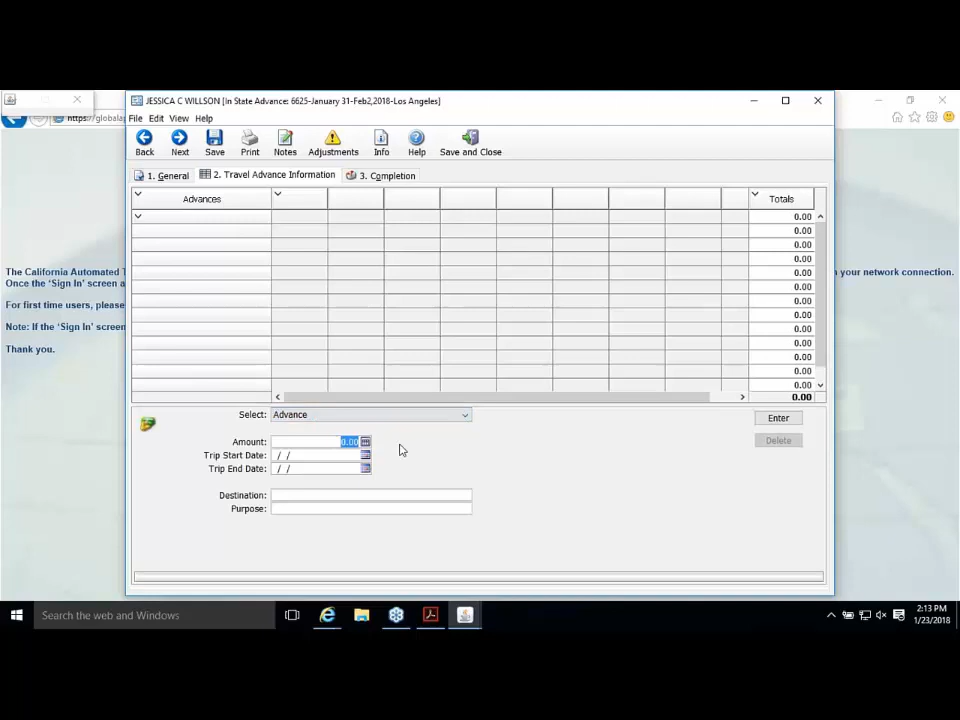 JESSICA C WILLSON [In State Advance: 6625-January 31-Feb2,2018-Los Angeles]
File Edit View Help
https://globala
Back Next Save Print Notes Adjustments Info Help Save and Close
1. General 2. Travel Advance Information 3. Completion
Advances Totals
0.00
0.00
0.00
0.00
0.00
0.00
0.00
0.00
0.00
0.00
0.00
0.00
0.00
0.00
The California Automated T n your network connection.
Once the 'Sign In' screen a
For first time users, please
Note: If the 'Sign In' screen
Thank you.
Select: Advance
Enter
Amount: 0.00
Delete
Trip Start Date: / /
Trip End Date: / /
Destination:
Purpose:
Search the web and Windows
2:13 PM
1/23/2018